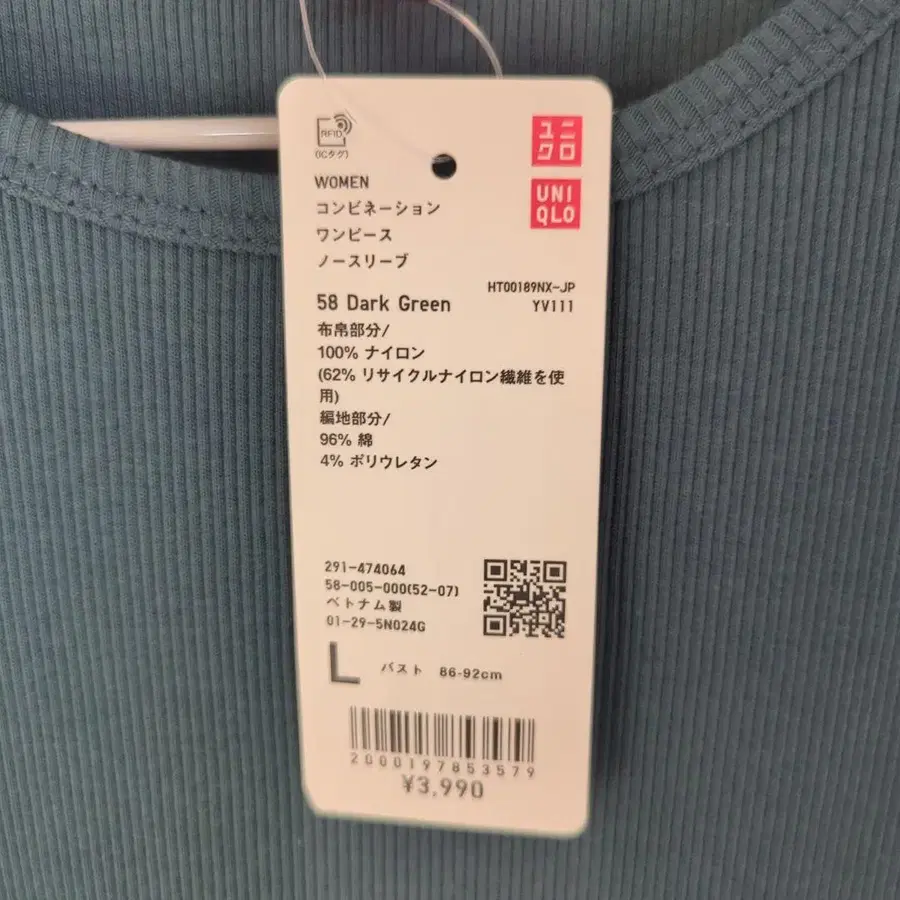 RFID
(ICタグ)
ユニ
クロ
UNI
QLO
WOMEN
コンビネーション
ワンピース
ノースリーブ
HT00189NX-JP
58 Dark Green
YV111
布帛部分/
100% ナイロン
(62% リサイクルナイロン繊維を使
用)
編地部分/
96% 綿
4% ポリウレタン
291-474064
58-005-000(52-07)
ベトナム製
01-29-5N024G
L バスト 86-92cm
2000197853579
¥3,990